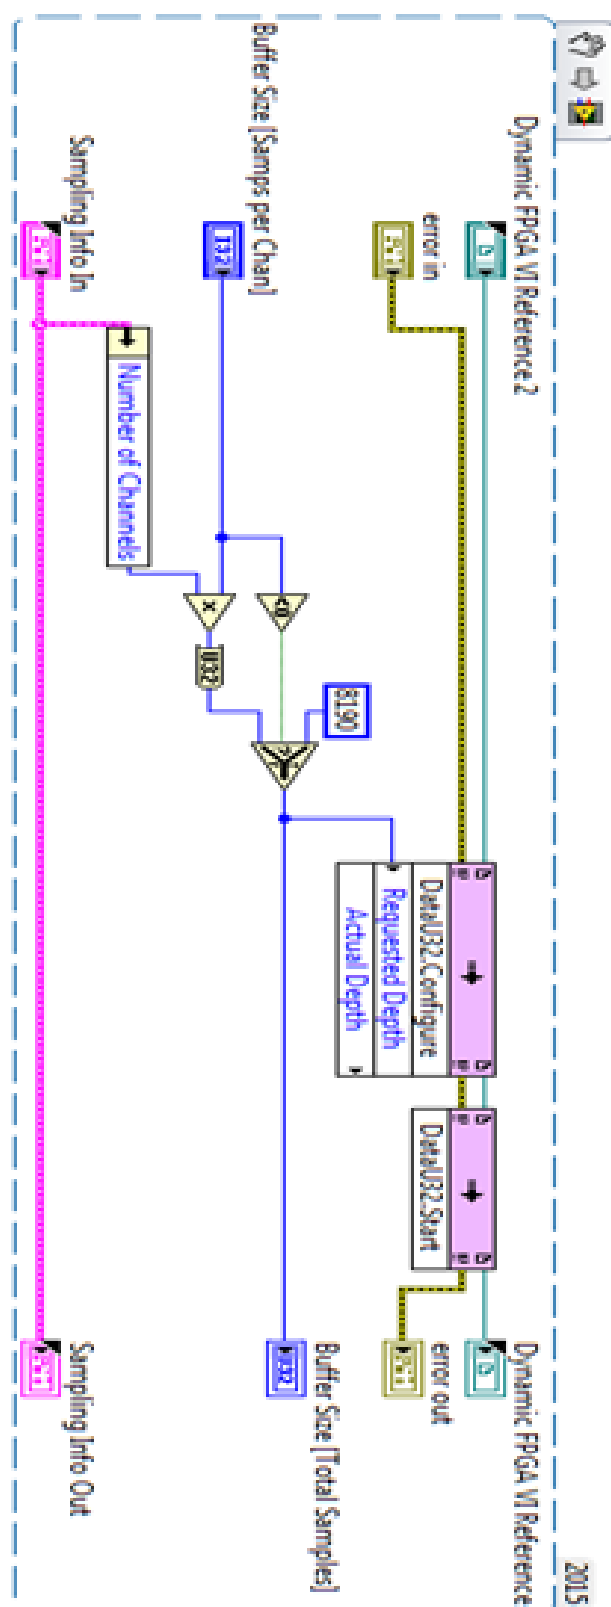 2015
Dynamic FPGA VI Reference 2
Dynamic FPGA VI Reference
error in
error out
DataU32.Configure
Requested Depth
Actual Depth
DataU32.Start
8190
Buffer Size [Samps per Chan]
I32
<0
x
U32
Buffer Size [Total Samples]
U32
Number of Channels
Sampling Info In
Sampling Info Out